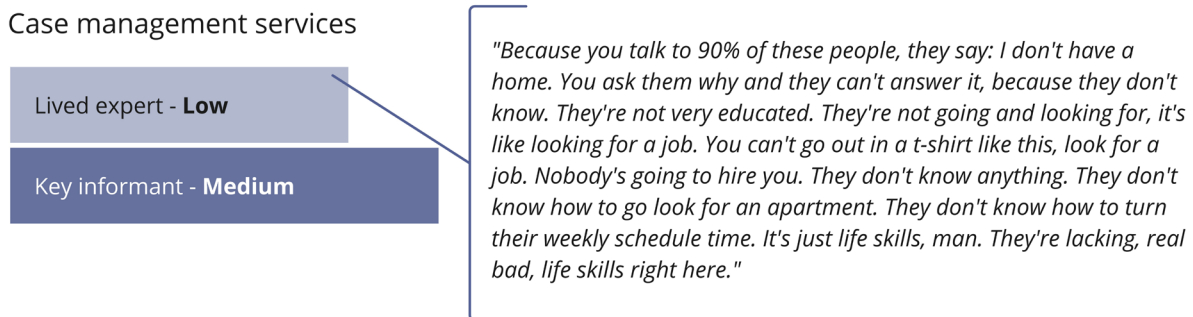 Case management services
Lived expert - Low
Key informant - Medium
"Because you talk to 90% of these people, they say: I don't have a
home. You ask them why and they can't answer it, because they don't
know. They're not very educated. They're not going and looking for, it's
like looking for a job. You can't go out in a t-shirt like this, look for a
job. Nobody's going to hire you. They don't know anything. They don't
know how to go look for an apartment. They don't know how to turn
their weekly schedule time. It's just life skills, man. They're lacking, real
bad, life skills right here."